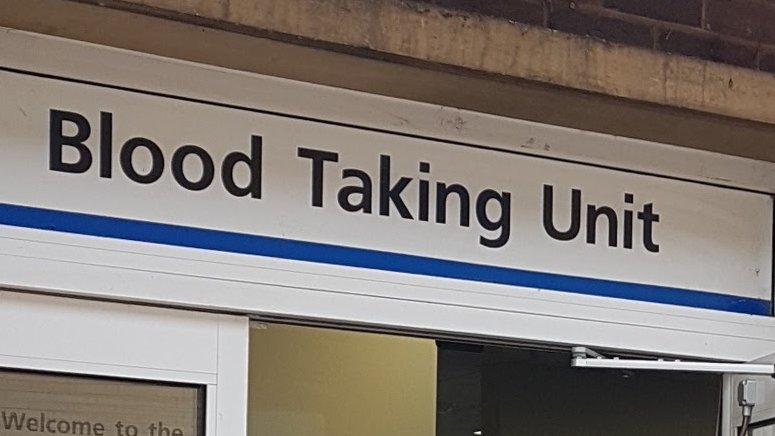 Blood Taking Unit
Welcome to the